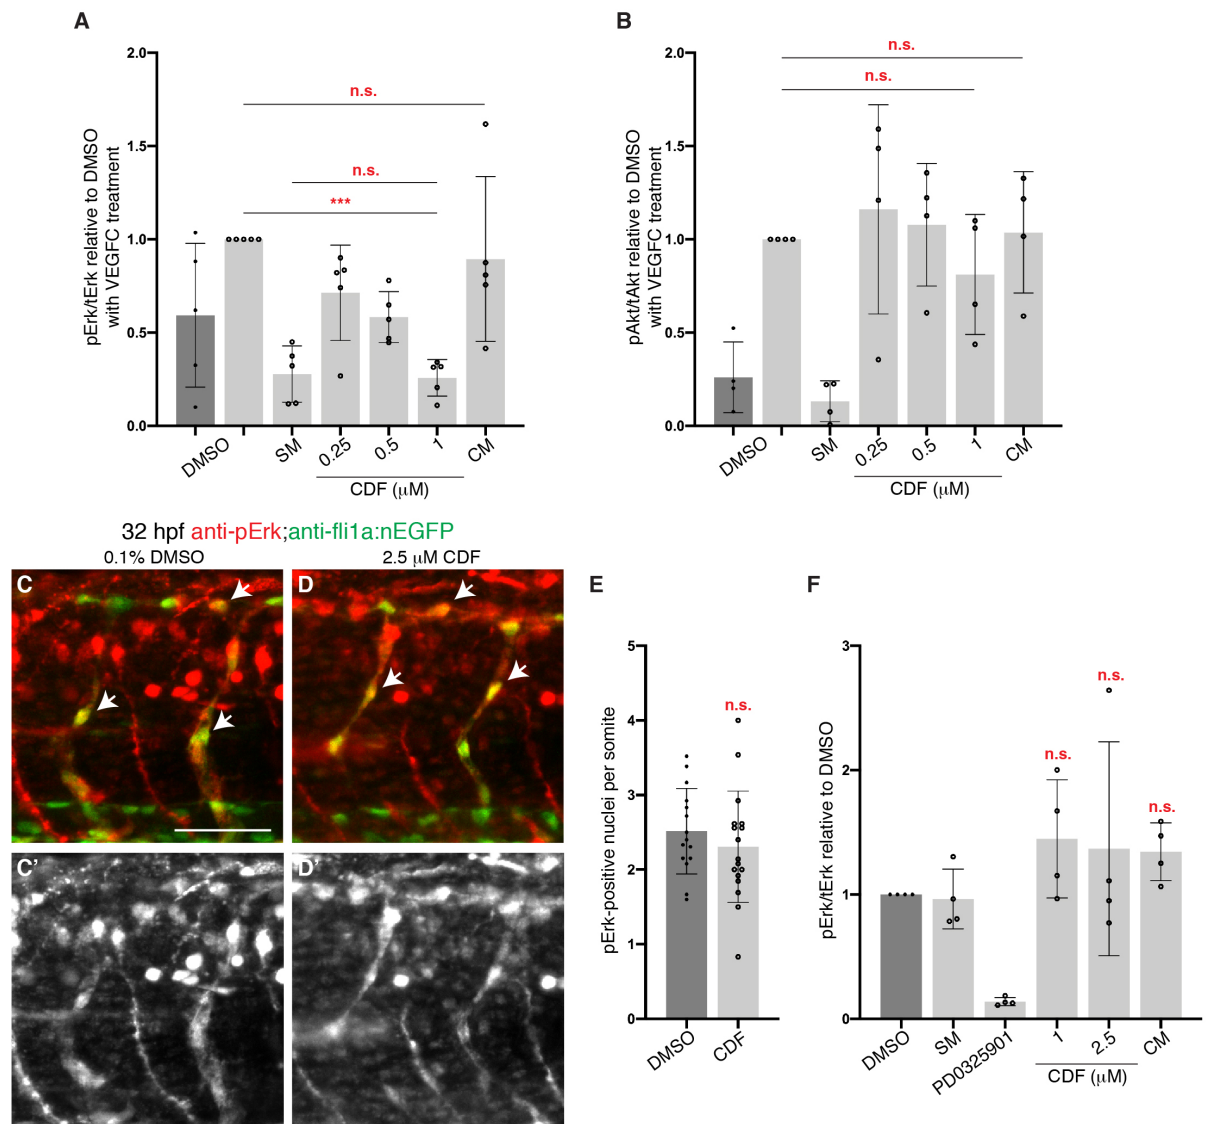 A
2.0
1.5
1.0
0.5
0.0
pErk/tErk relative to DMSO
with VEGFC treatment
n.s.
n.s.
***
DMSO
SM
0.25
0.5
1
CM
CDF (μM)
B
2.0
1.5
1.0
0.5
0.0
pAkt/tAkt relative to DMSO
with VEGFC treatment
n.s.
n.s.
DMSO
SM
0.25
0.5
1
CM
CDF (μM)
32 hpf anti-pErk;anti-fli1a:nEGFP
0.1% DMSO
2.5 μM CDF
C
D
C’
D’
E
5
4
3
2
1
0
pErk-positive nuclei per somite
n.s.
DMSO
CDF
F
3
2
1
0
pErk/tErk relative to DMSO
n.s.
n.s.
n.s.
DMSO
SM
PD0325901
1
2.5
CM
CDF (μM)